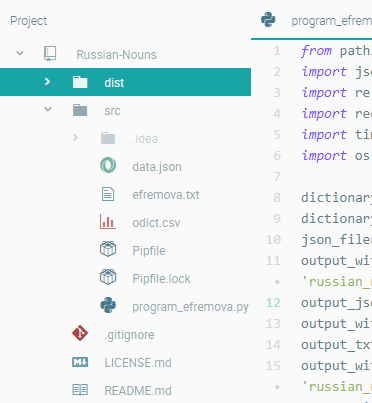 Project
Russian-Nouns
dist
src
.idea
data.json
efremova.txt
odict.csv
Pipfile
Pipfile.lock
program_efremova.py
.gitignore
LICENSE.md
README.md
program_efrem
1 from path
2 import js
3 import re
4 import re
5 import ti
6 import os
7
8 dictionary
9 dictionary
10 json_file
11 output_wi
• 'russian_
12 output_js
13 output_wi
14 output_tx
15 output_wi
• 'russian_